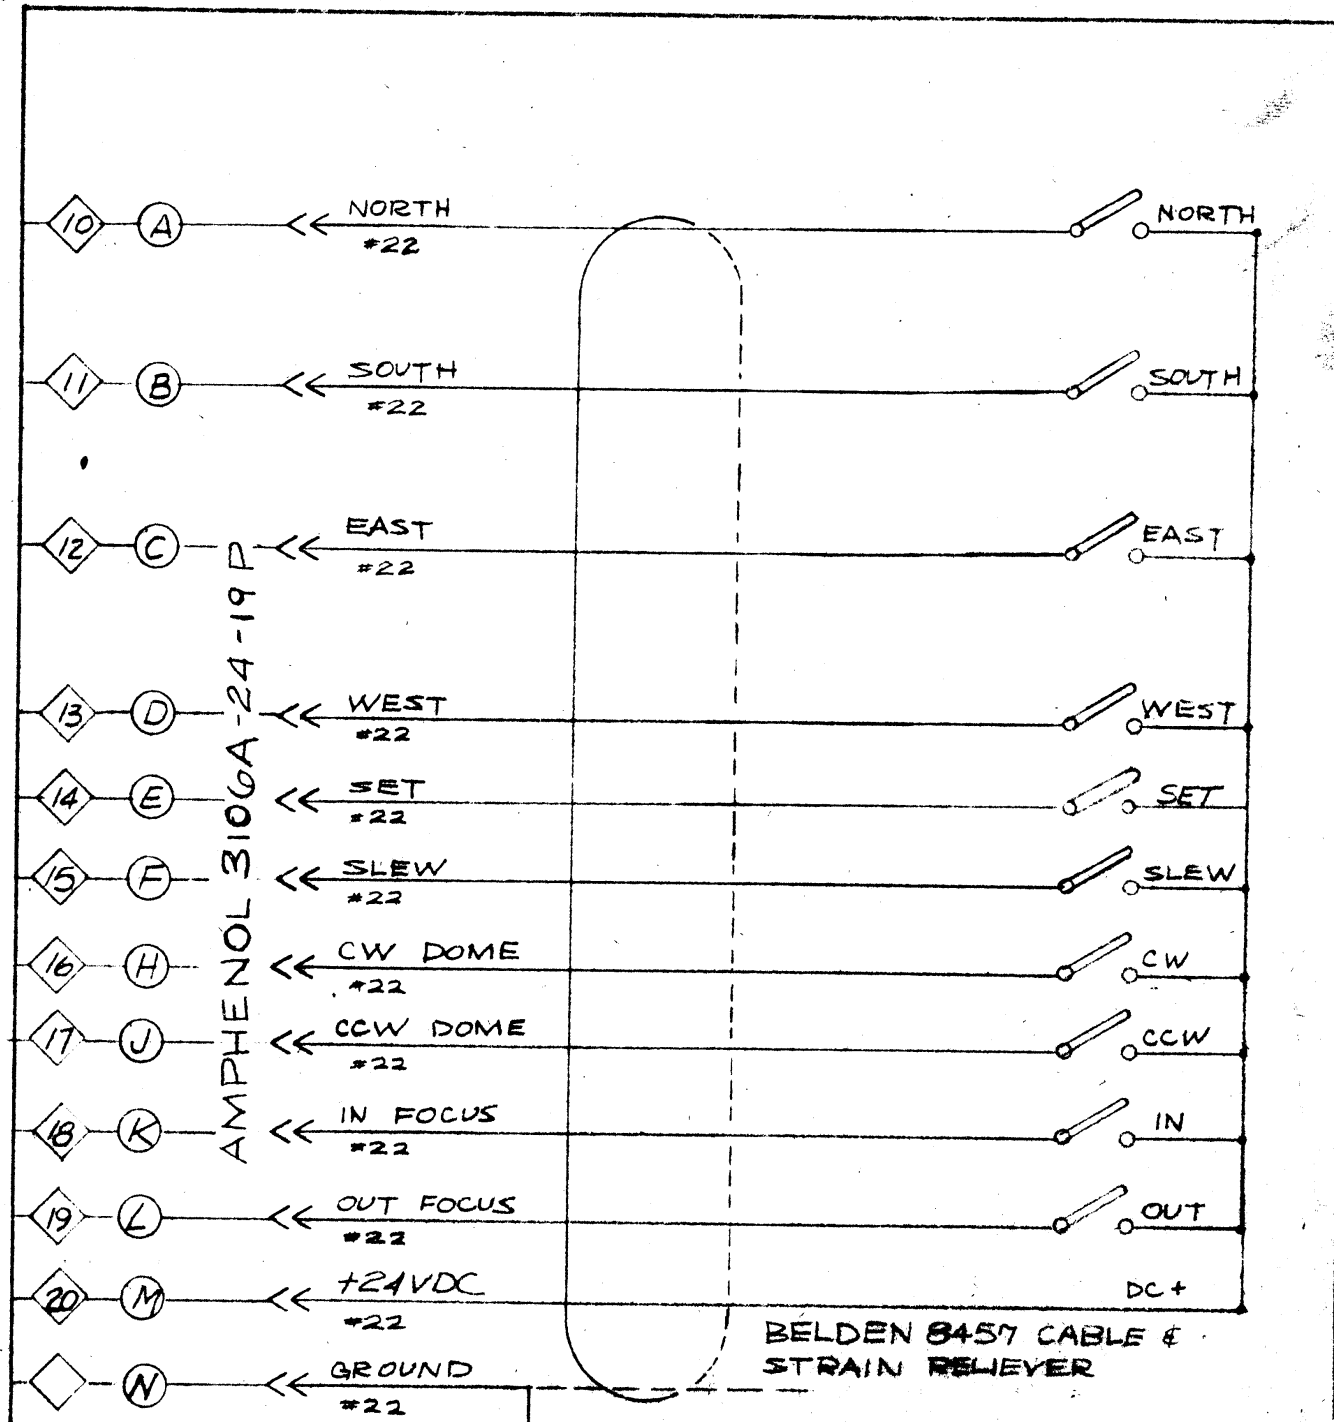 10 A NORTH NORTH
#22
11 B SOUTH SOUTH
#22
12 C EAST EAST
#22
13 D WEST WEST
#22
14 E SET SET
#22
15 F SLEW SLEW
#22
16 H CW DOME CW
#22
17 J CCW DOME CCW
#22
18 K IN FOCUS IN
#22
19 L OUT FOCUS OUT
#22
20 M +24VDC DC+
#22
N GROUND
#22
AMPHENOL 3106A-24-19P
BELDEN 8457 CABLE &
STRAIN RELIEVER